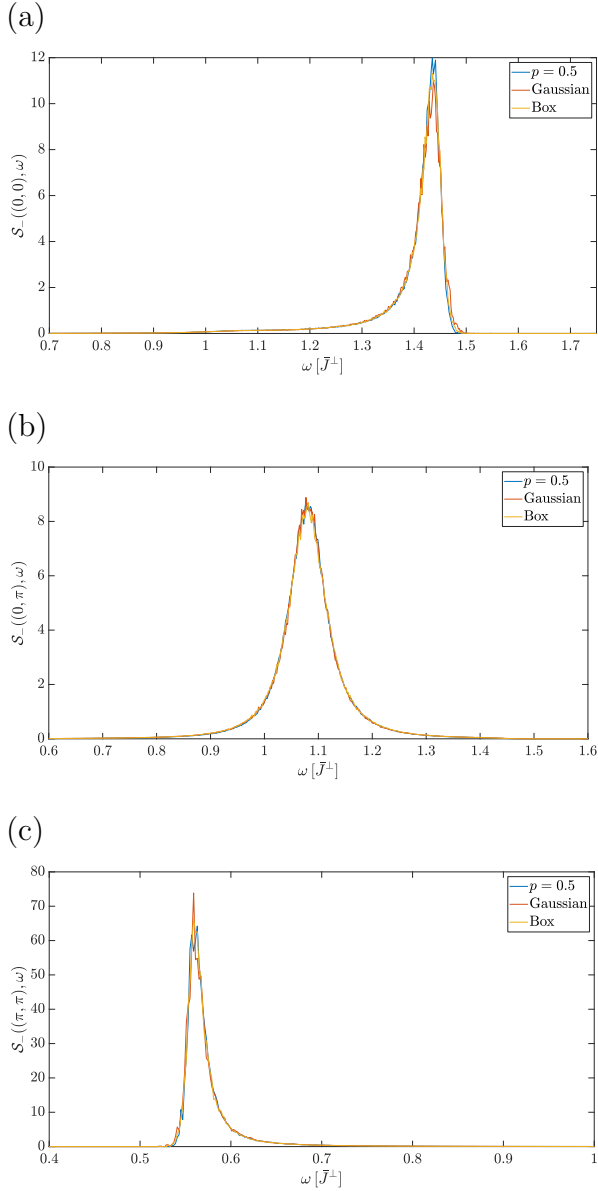 (a)
12
10
8
6
4
2
0
𝒮₋((0, 0), ω)
p = 0.5
Gaussian
Box
0.7 0.8 0.9 1 1.1 1.2 1.3 1.4 1.5 1.6 1.7
ω [J̄^⊥]
(b)
10
8
6
4
2
0
𝒮₋((0, π), ω)
p = 0.5
Gaussian
Box
0.6 0.7 0.8 0.9 1 1.1 1.2 1.3 1.4 1.5 1.6
ω [J̄^⊥]
(c)
80
70
60
50
40
30
20
10
0
𝒮₋((π, π), ω)
p = 0.5
Gaussian
Box
0.4 0.5 0.6 0.7 0.8 0.9 1
ω [J̄^⊥]